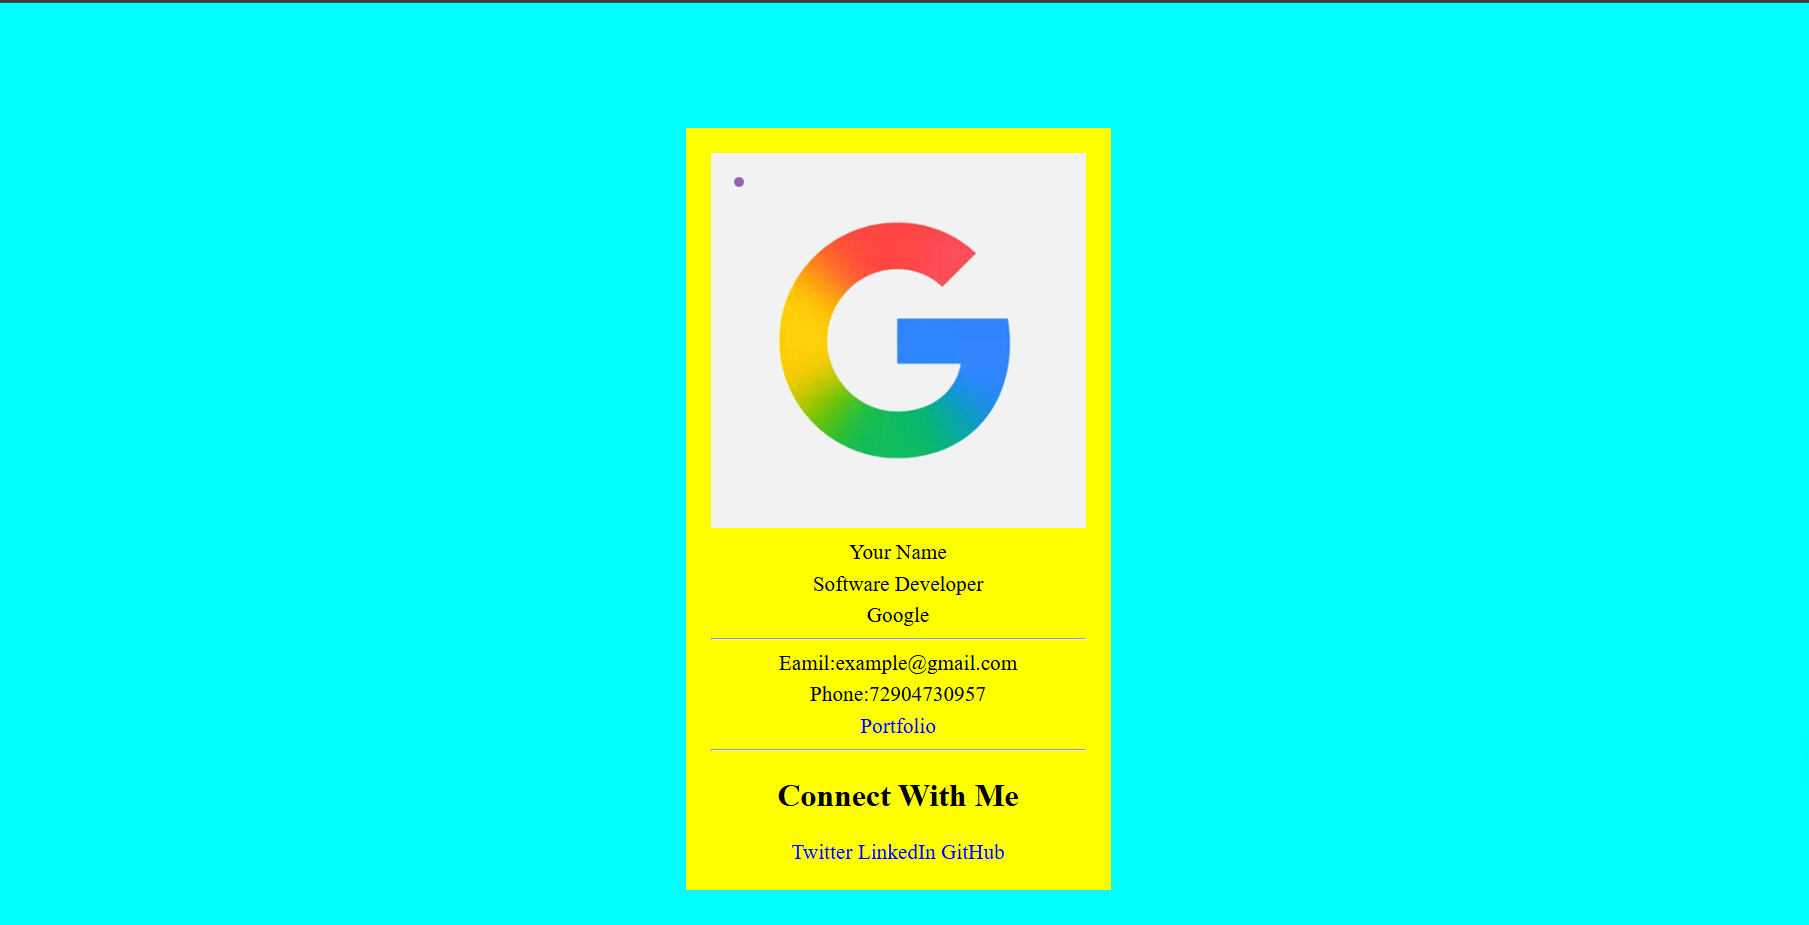 Your Name
Software Developer
Google
Eamil:example@gmail.com
Phone:72904730957
Portfolio
Connect With Me
Twitter LinkedIn GitHub